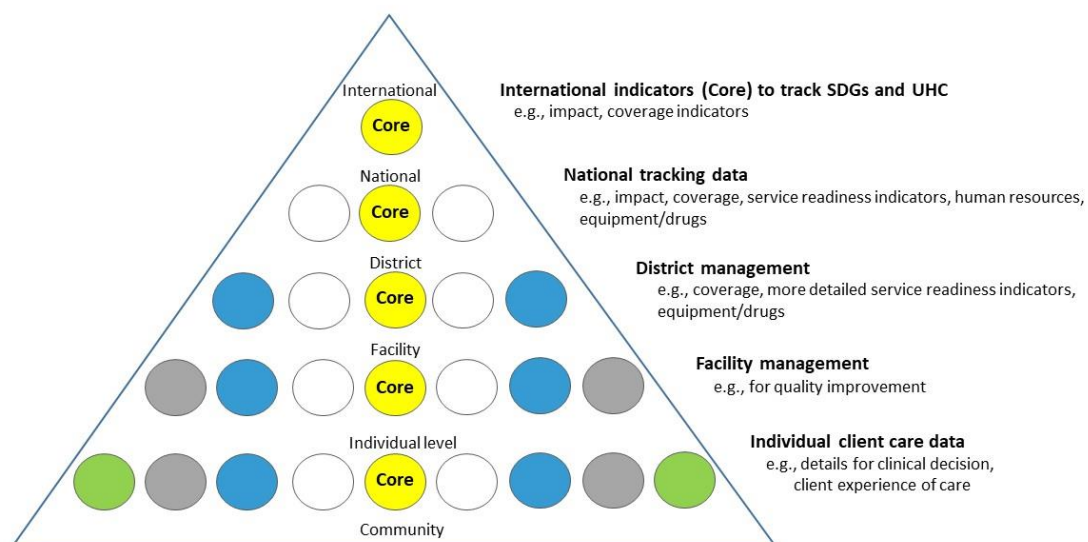 International
Core
International indicators (Core) to track SDGs and UHC
e.g., impact, coverage indicators
National
Core
National tracking data
e.g., impact, coverage, service readiness indicators, human resources,
equipment/drugs
District
Core
District management
e.g., coverage, more detailed service readiness indicators,
equipment/drugs
Facility
Core
Facility management
e.g., for quality improvement
Individual level
Core
Individual client care data
e.g., details for clinical decision,
client experience of care
Community